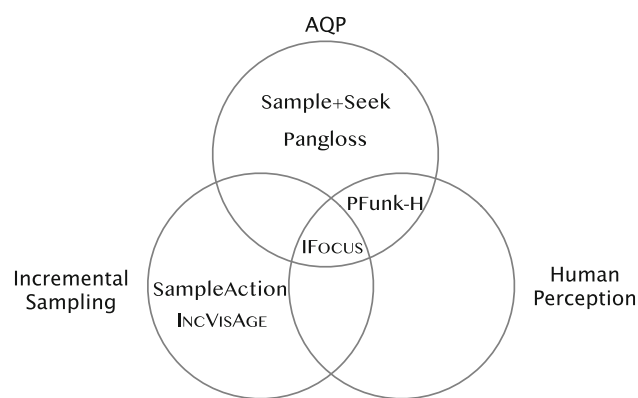 AQP
Sample+Seek
Pangloss
PFunk-H
IFOCUS
Incremental
Sampling
SampleAction
INCVISAGE
Human
Perception